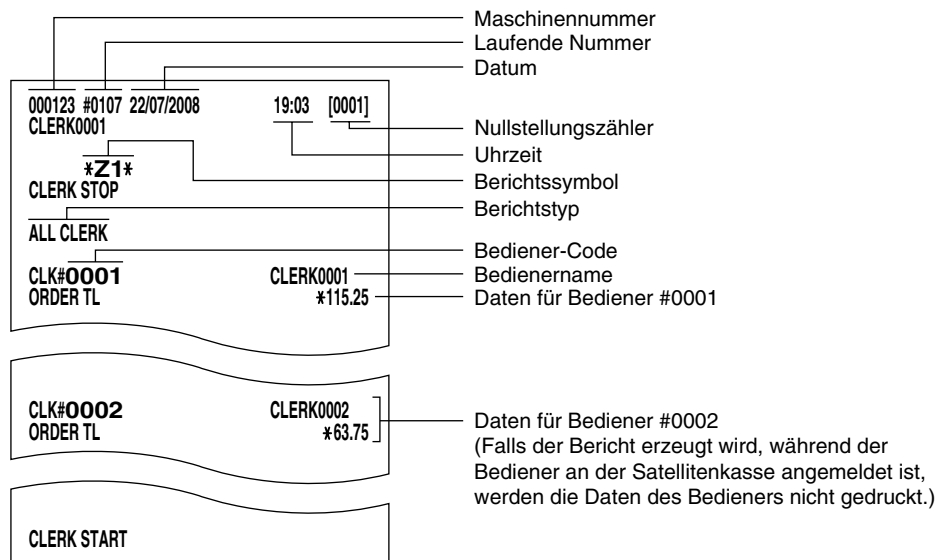 Maschinennummer
Laufende Nummer
Datum
000123 #0107 22/07/2008 19:03 [0001]
CLERK0001
Nullstellungszähler
Uhrzeit
*Z1*
Berichtssymbol
CLERK STOP
Berichtstyp
ALL CLERK
Bediener-Code
CLK#0001 CLERK0001
Bedienername
ORDER TL *115.25
Daten für Bediener #0001
CLK#0002 CLERK0002
ORDER TL *63.75
Daten für Bediener #0002
(Falls der Bericht erzeugt wird, während der
Bediener an der Satellitenkasse angemeldet ist,
werden die Daten des Bedieners nicht gedruckt.)
CLERK START